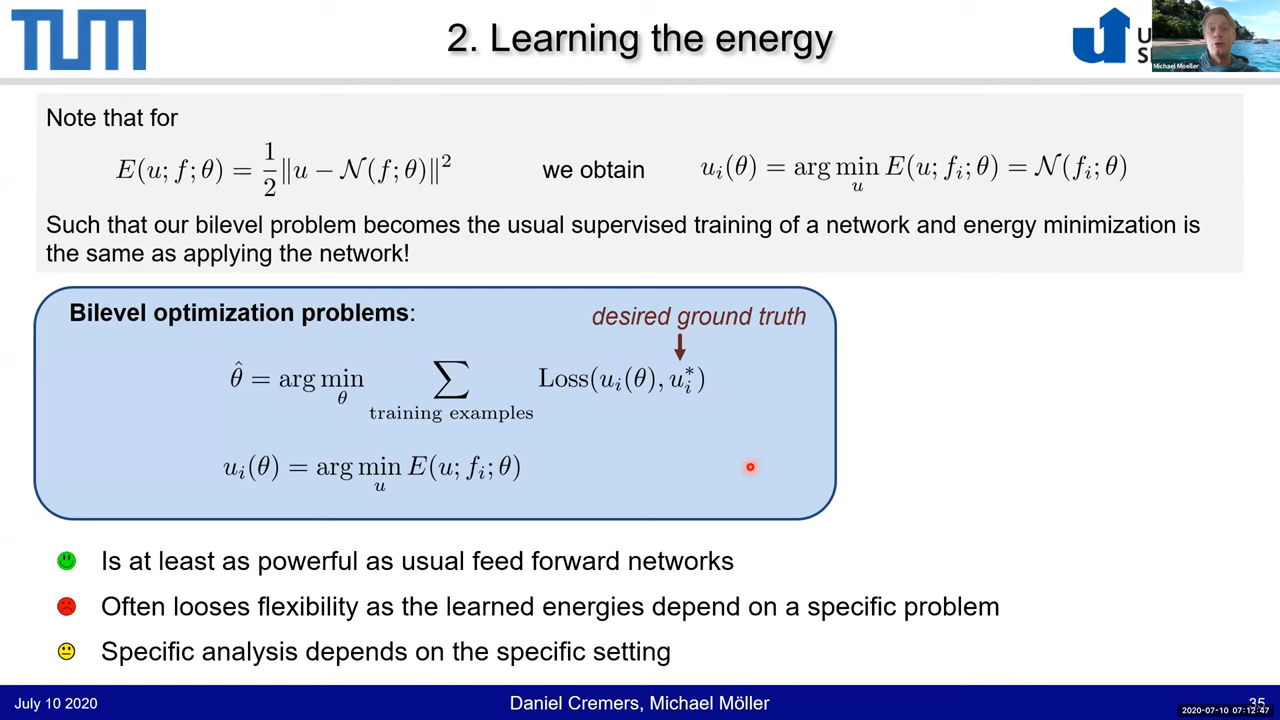 TUM
2. Learning the energy
U
S
Michael Moeller
Note that for
E(u; f; θ) = 1/2 ‖u − N(f; θ)‖² we obtain u_i(θ) = arg min_u E(u; f_i; θ) = N(f_i; θ)
Such that our bilevel problem becomes the usual supervised training of a network and energy minimization is
the same as applying the network!
Bilevel optimization problems:
desired ground truth
θ̂ = arg min_θ ∑_{training examples} Loss(u_i(θ), u_i^*)
u_i(θ) = arg min_u E(u; f_i; θ)
Is at least as powerful as usual feed forward networks
Often looses flexibility as the learned energies depend on a specific problem
Specific analysis depends on the specific setting
July 10 2020
Daniel Cremers, Michael Möller
35
2020-07-10 07:12:47